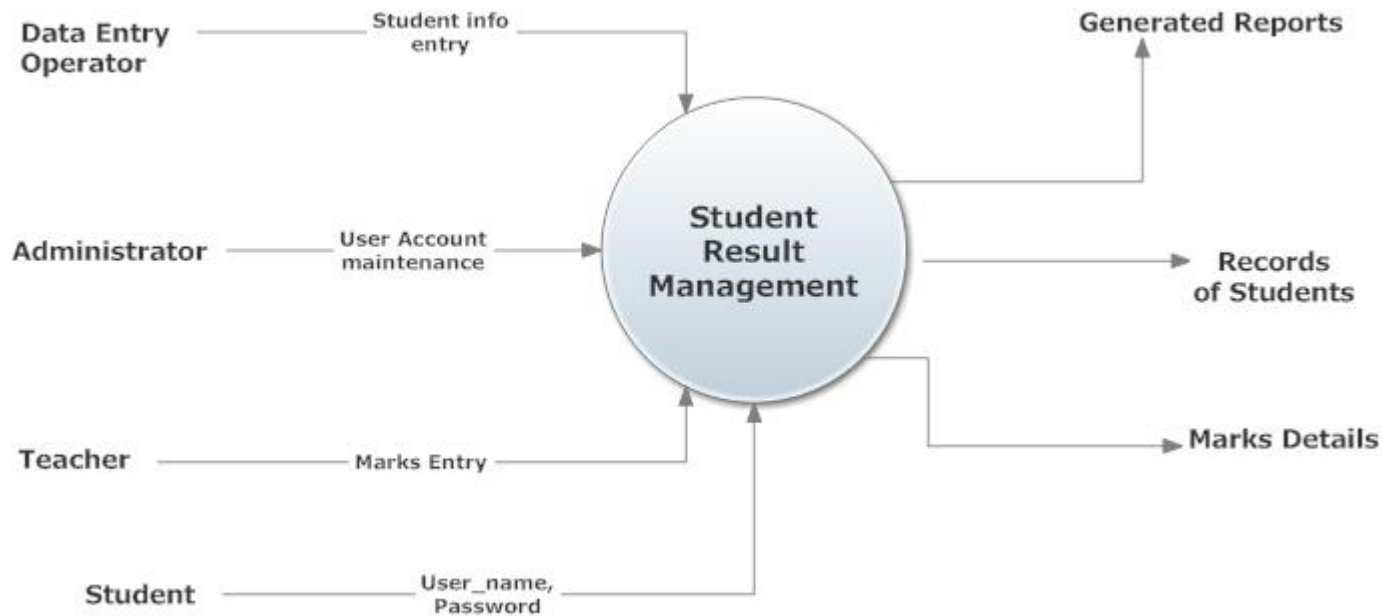 Data Entry
Operator
Student info
entry
Generated Reports
Administrator
User Account
maintenance
Student
Result
Management
Records
of Students
Teacher
Marks Entry
Marks Details
Student
User_name,
Password